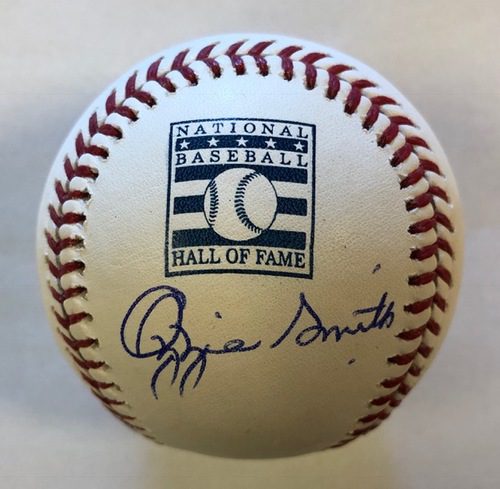 NATIONAL
BASEBALL
HALL OF FAME
Ozzie Smith